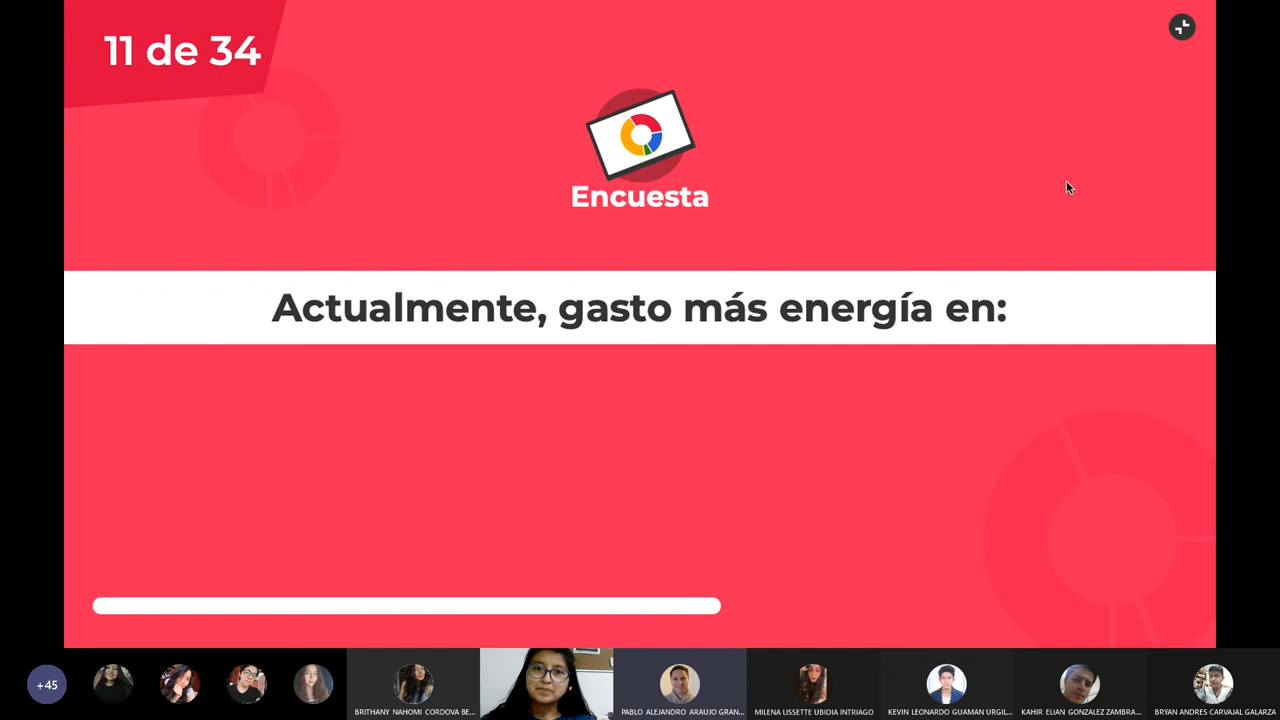 11 de 34
Encuesta
Actualmente, gasto más energía en:
+45
BRITHANY NAHOMI CORDOVA BE...
PABLO ALEJANDRO ARAUJO GRAN...
MILENA LISSETTE UBIDIA INTRIAGO
KEVIN LEONARDO GUAMAN URGIL...
KAHIR ELIAN GONZALEZ ZAMBRA...
BRYAN ANDRES CARVAJAL GALARZA